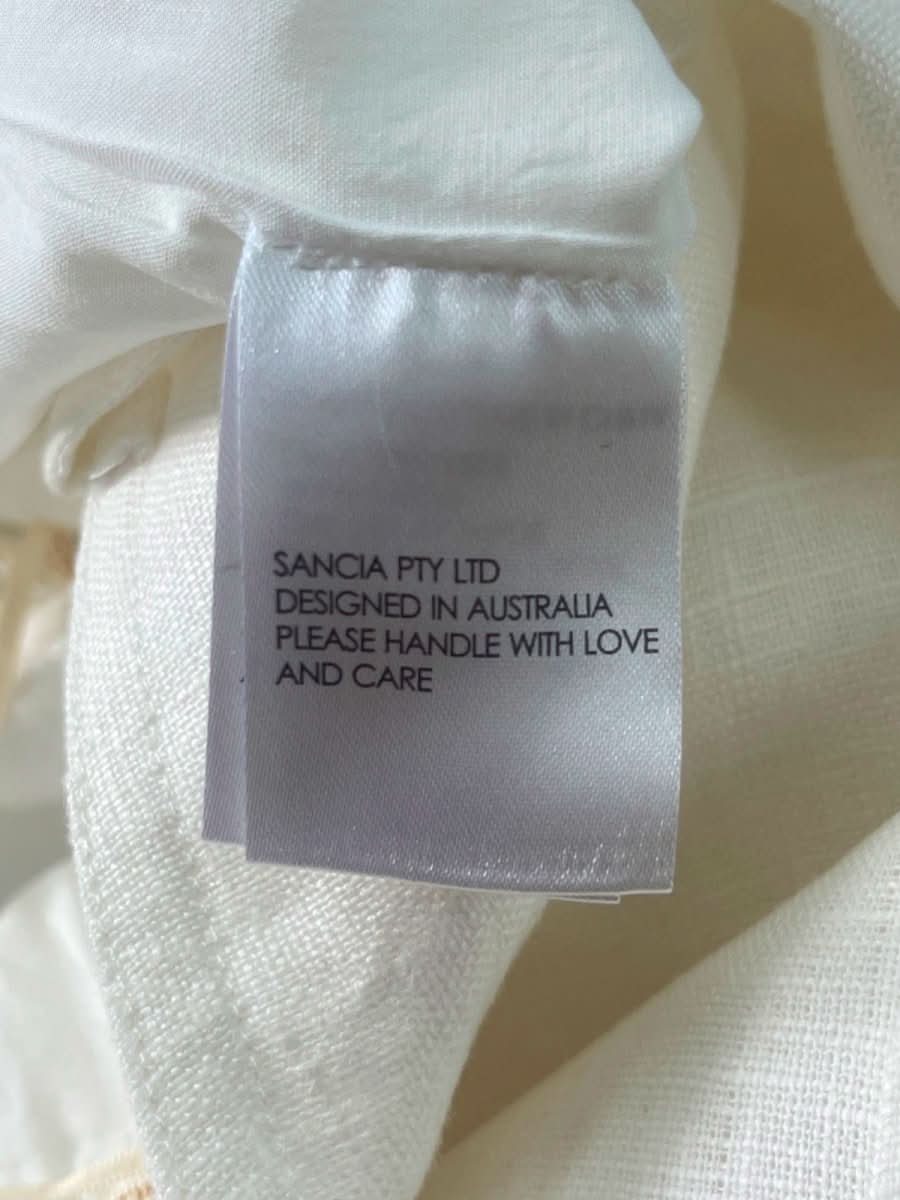 SANCIA PTY LTD
DESIGNED IN AUSTRALIA
PLEASE HANDLE WITH LOVE
AND CARE